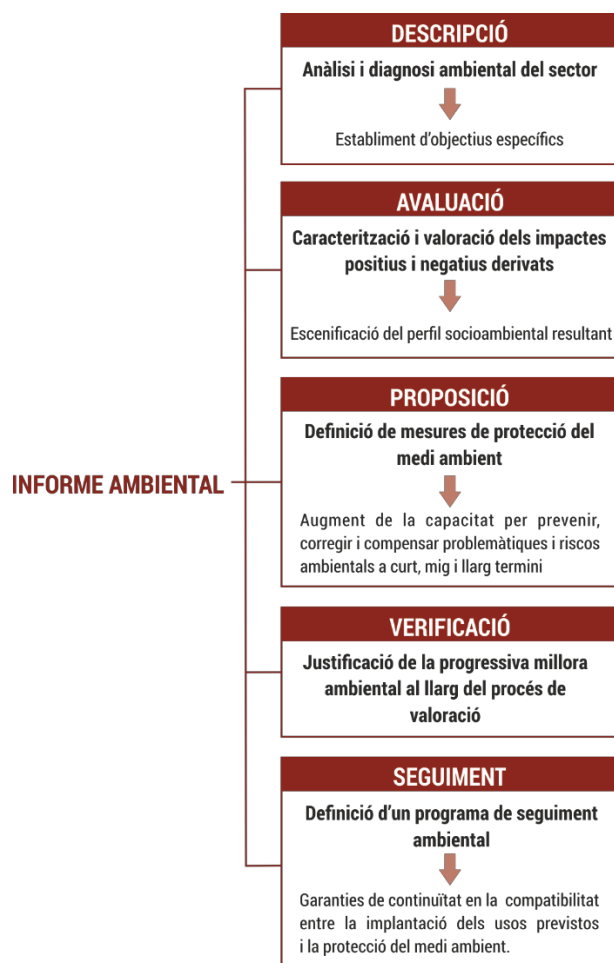 DESCRIPCIÓ
Anàlisi i diagnosi ambiental del sector
Establiment d'objectius específics
AVALUACIÓ
Caracterització i valoració dels impactes
positius i negatius derivats
Escenificació del perfil socioambiental resultant
PROPOSICIÓ
Definició de mesures de protecció del
medi ambient
INFORME AMBIENTAL
Augment de la capacitat per prevenir,
corregir i compensar problemàtiques i riscos
ambientals a curt, mig i llarg termini
VERIFICACIÓ
Justificació de la progressiva millora
ambiental al llarg del procés de
valoració
SEGUIMENT
Definició d'un programa de seguiment
ambiental
Garanties de continuïtat en la compatibilitat
entre la implantació dels usos previstos
i la protecció del medi ambient.